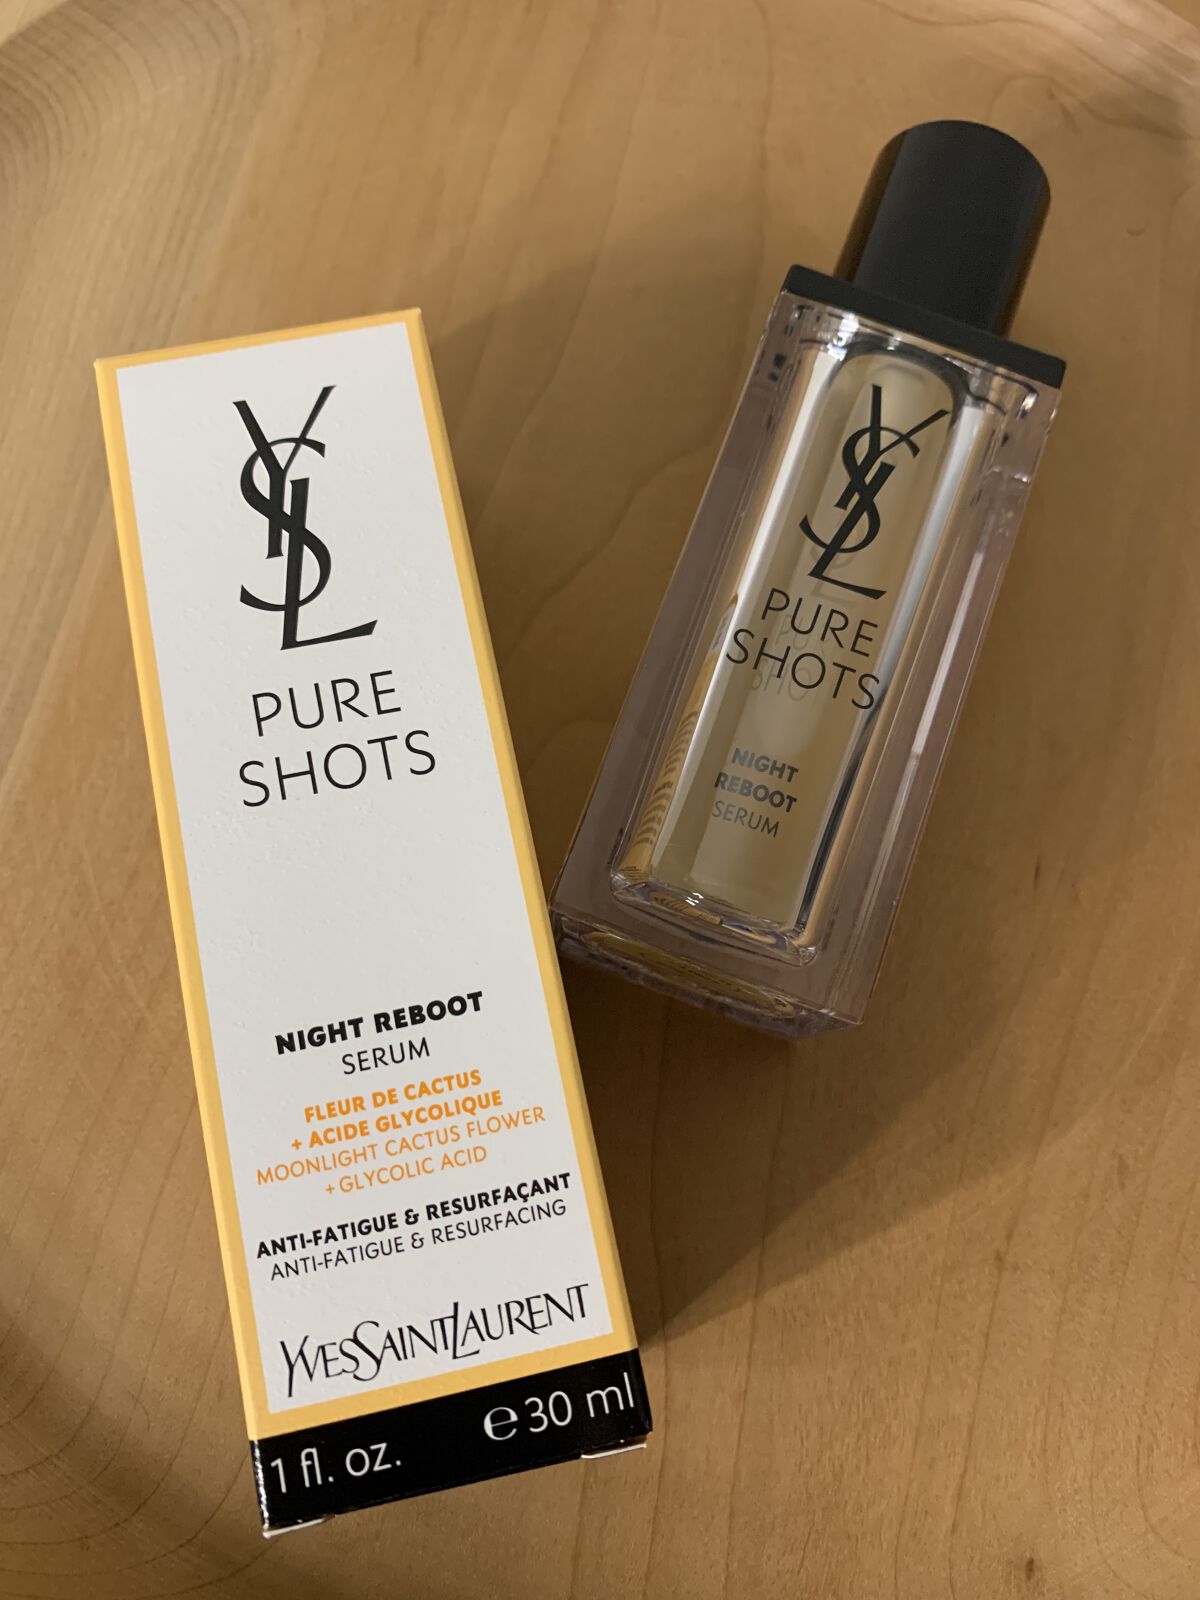 YSL
PURE
SHOTS
NIGHT REBOOT
SERUM
FLEUR DE CACTUS
+ ACIDE GLYCOLIQUE
MOONLIGHT CACTUS FLOWER
+ GLYCOLIC ACID
ANTI-FATIGUE & RESURFAÇANT
ANTI-FATIGUE & RESURFACING
YVESSAINTLAURENT
1 fl. oz. ℮ 30 ml
YSL
PURE
SHOTS
NIGHT
REBOOT
SERUM